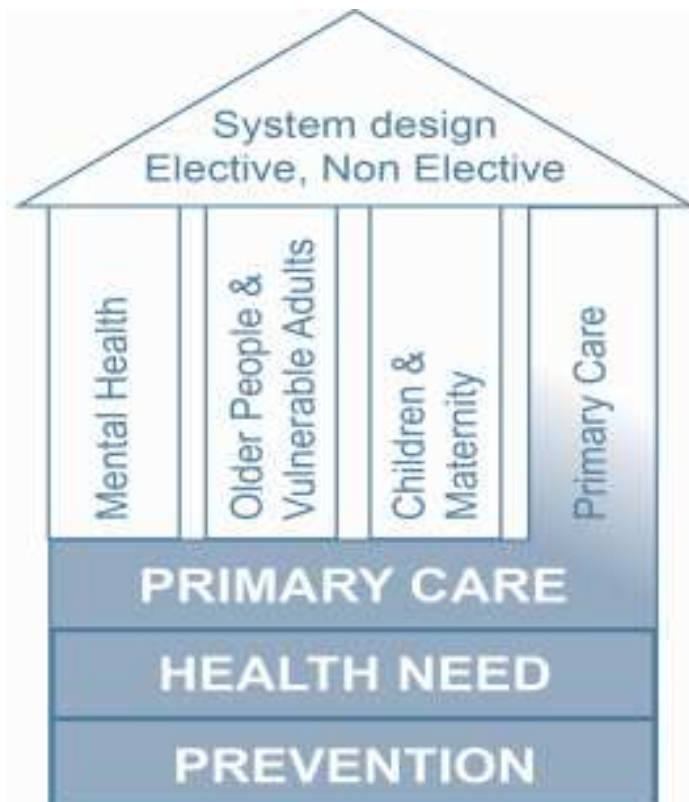 System design
Elective, Non Elective
Mental Health
Older People &
Vulnerable Adults
Children &
Maternity
Primary Care
PRIMARY CARE
HEALTH NEED
PREVENTION